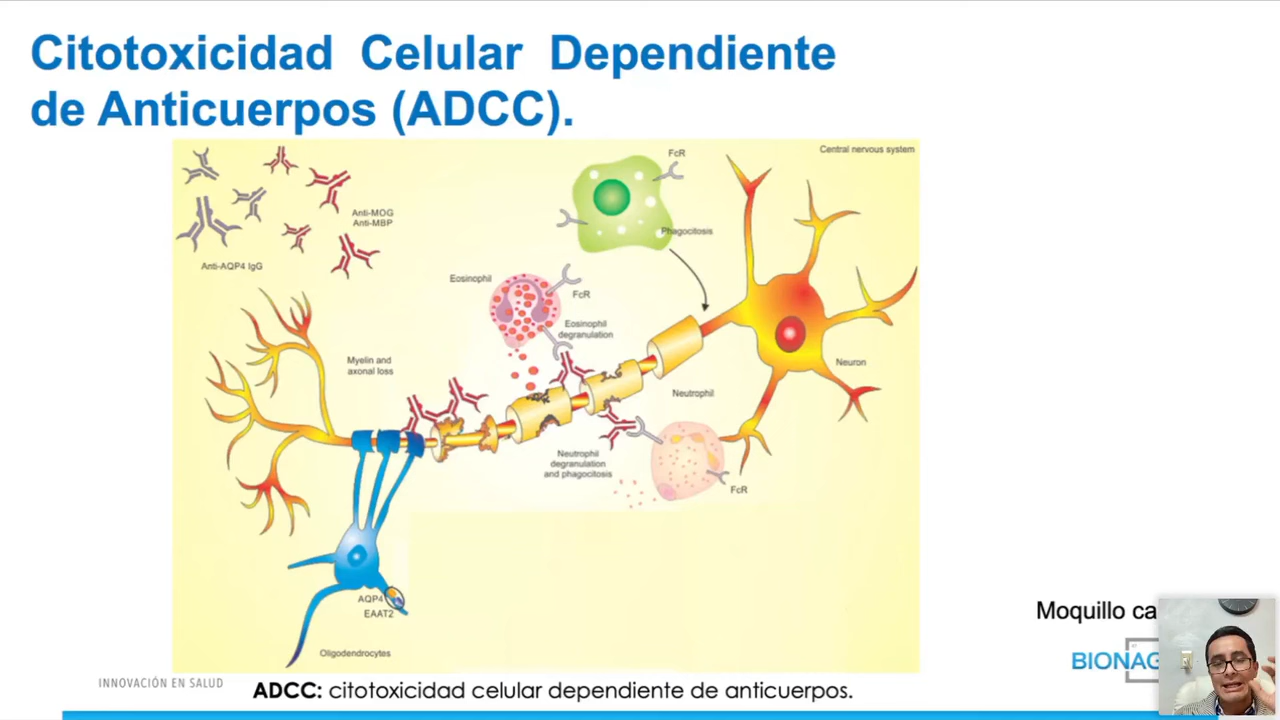 Citotoxicidad Celular Dependiente
de Anticuerpos (ADCC).
Central nervous system
FcR
Anti-MOG
Anti-MBP
Phagocitosis
Anti-AQP4 IgG
Eosinophil
FcR
Eosinophil
degranulation
Myelin and
axonal loss
Neuron
Neutrophil
Neutrophil
degranulation
and phagocitosis
FcR
AQP4
EAAT2
Oligodendrocytes
Moquillo ca
BIONAG
INNOVACIÓN EN SALUD
ADCC: citotoxicidad celular dependiente de anticuerpos.